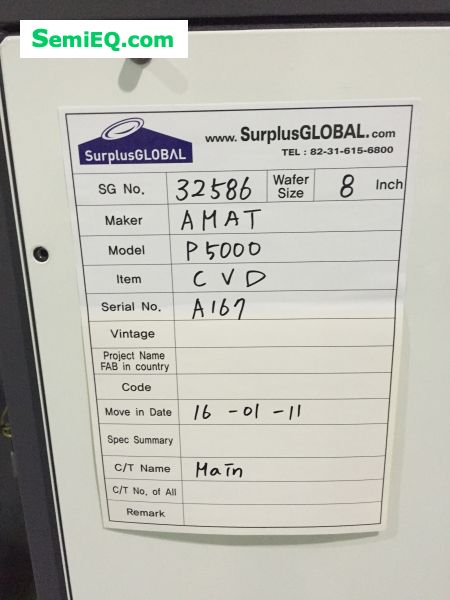 SemiEQ.com
SurplusGLOBAL
www. SurplusGLOBAL.com
TEL : 82-31-615-6800
SG No. 32586 Wafer Size 8 Inch
Maker AMAT
Model P5000
Item CVD
Serial No. A167
Vintage
Project Name
FAB in country
Code
Move in Date 16-01-11
Spec Summary
C/T Name Main
C/T No. of All
Remark